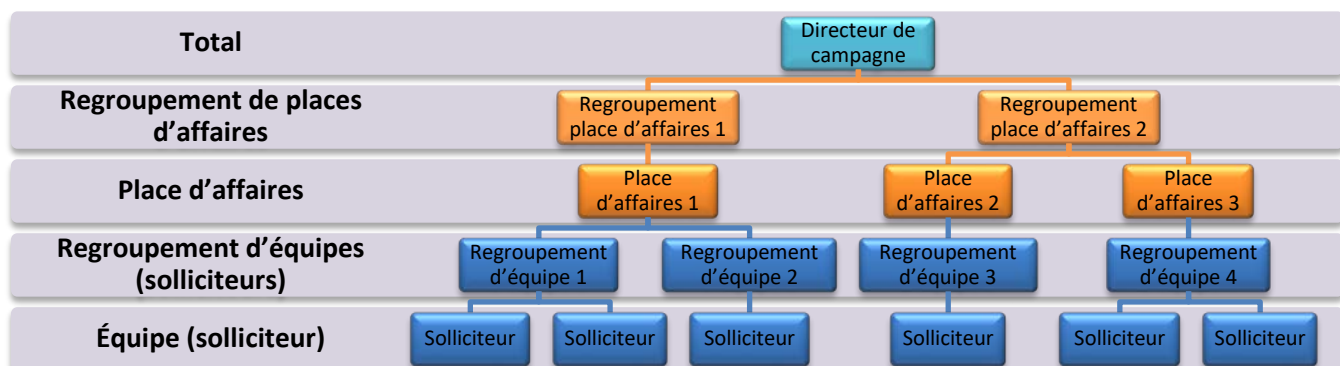 Total
Directeur de
campagne
Regroupement de places
d'affaires
Regroupement
place d'affaires 1
Regroupement
place d'affaires 2
Place d'affaires
Place
d'affaires 1
Place
d'affaires 2
Place
d'affaires 3
Regroupement d'équipes
(solliciteurs)
Regroupement
d'équipe 1
Regroupement
d'équipe 2
Regroupement
d'équipe 3
Regroupement
d'équipe 4
Équipe (solliciteur)
Solliciteur
Solliciteur
Solliciteur
Solliciteur
Solliciteur
Solliciteur